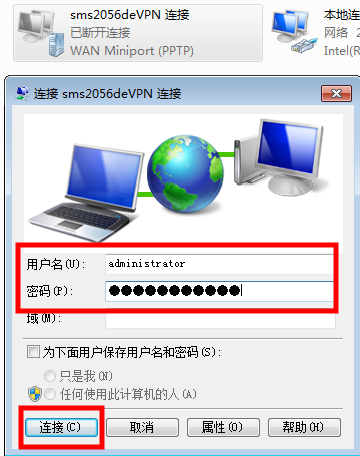 sms2056deVPN 连接
已断开连接
WAN Miniport (PPTP)
本地连
网络 2
Intel(R
连接 sms2056deVPN 连接
用户名(U):
administrator
密码(P):
●●●●●●●●●●●
域(M):
为下面用户保存用户名和密码(S):
只是我(N)
任何使用此计算机的人(A)
连接(C)
取消
属性(O)
帮助(H)